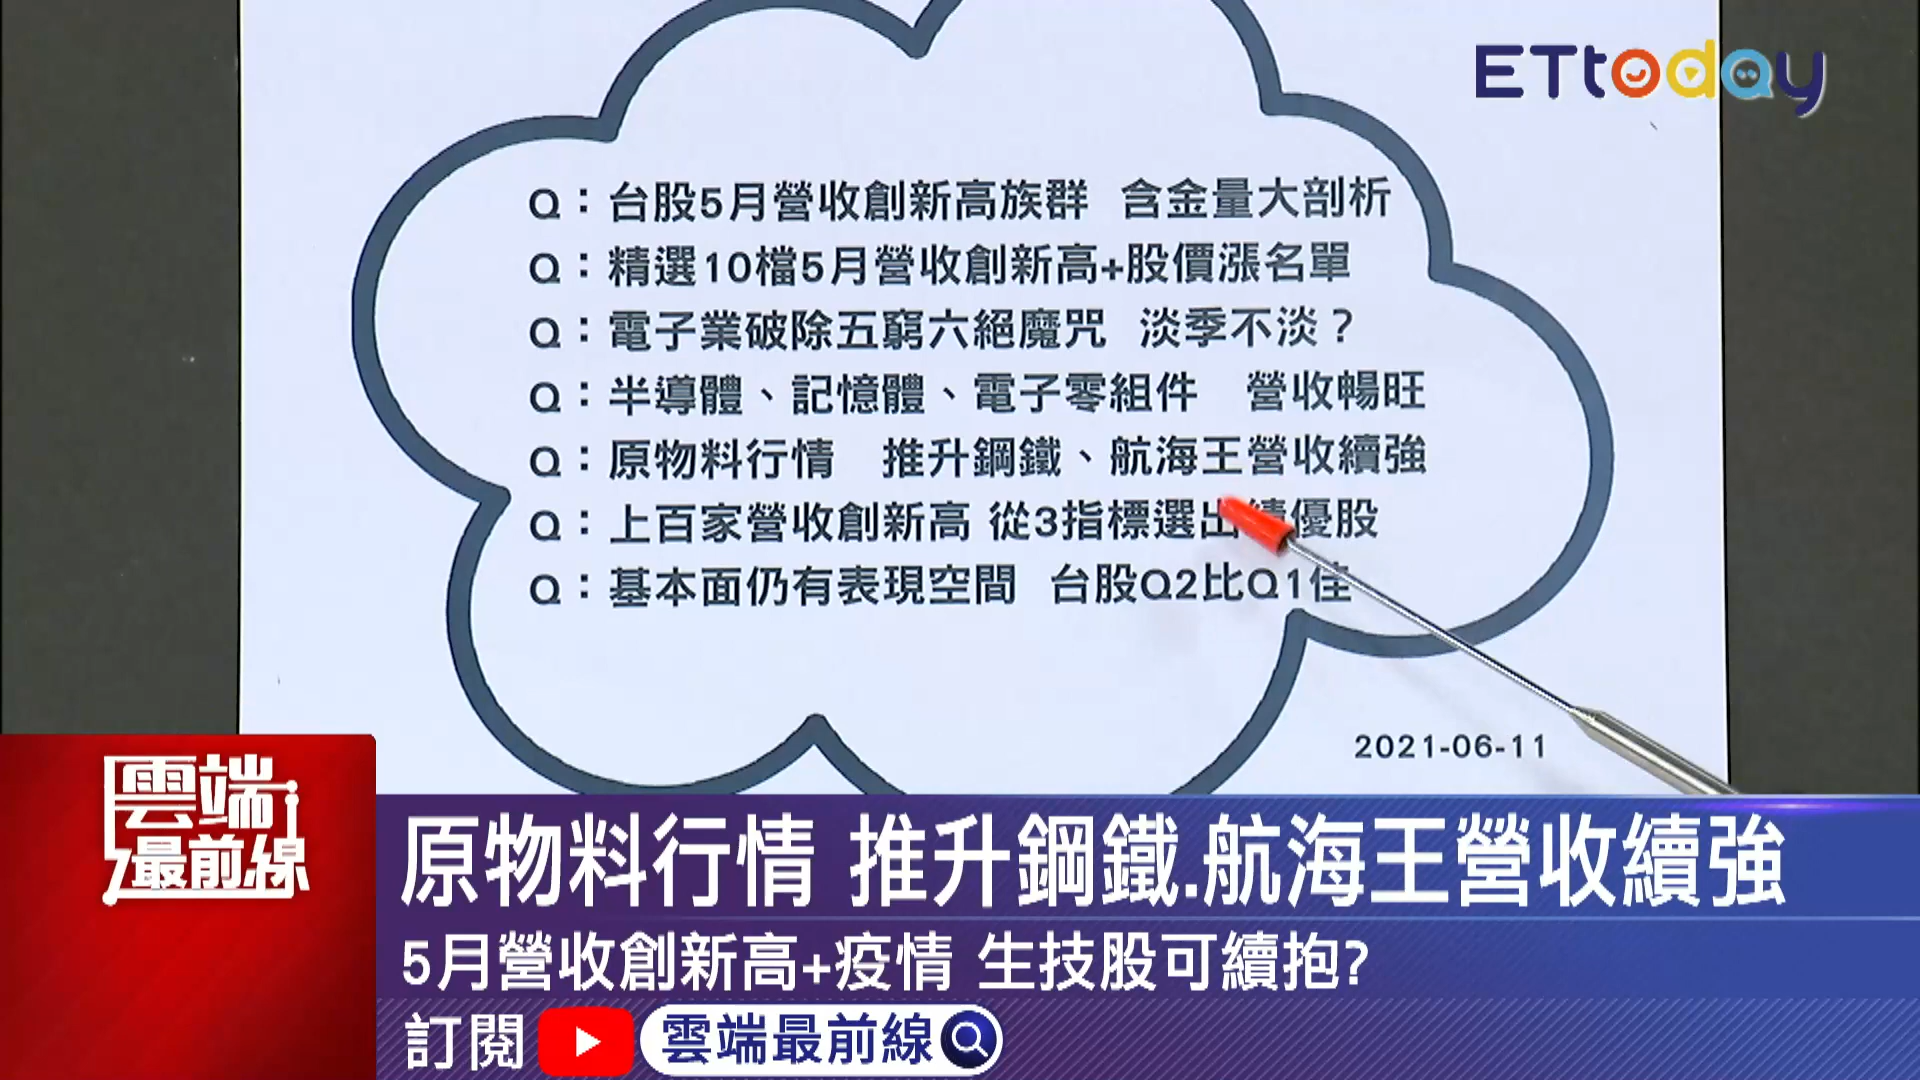 ETtoday
Q：台股5月營收創新高族群 含金量大剖析
Q：精選10檔5月營收創新高+股價漲名單
Q：電子業破除五窮六絕魔咒 淡季不淡？
Q：半導體、記憶體、電子零組件 營收暢旺
Q：原物料行情 推升鋼鐵、航海王營收續強
Q：上百家營收創新高 從3指標選出績優股
Q：基本面仍有表現空間 台股Q2比Q1佳
2021-06-11
雲端
最前線
原物料行情 推升鋼鐵.航海王營收續強
5月營收創新高+疫情 生技股可續抱?
訂閱 雲端最前線